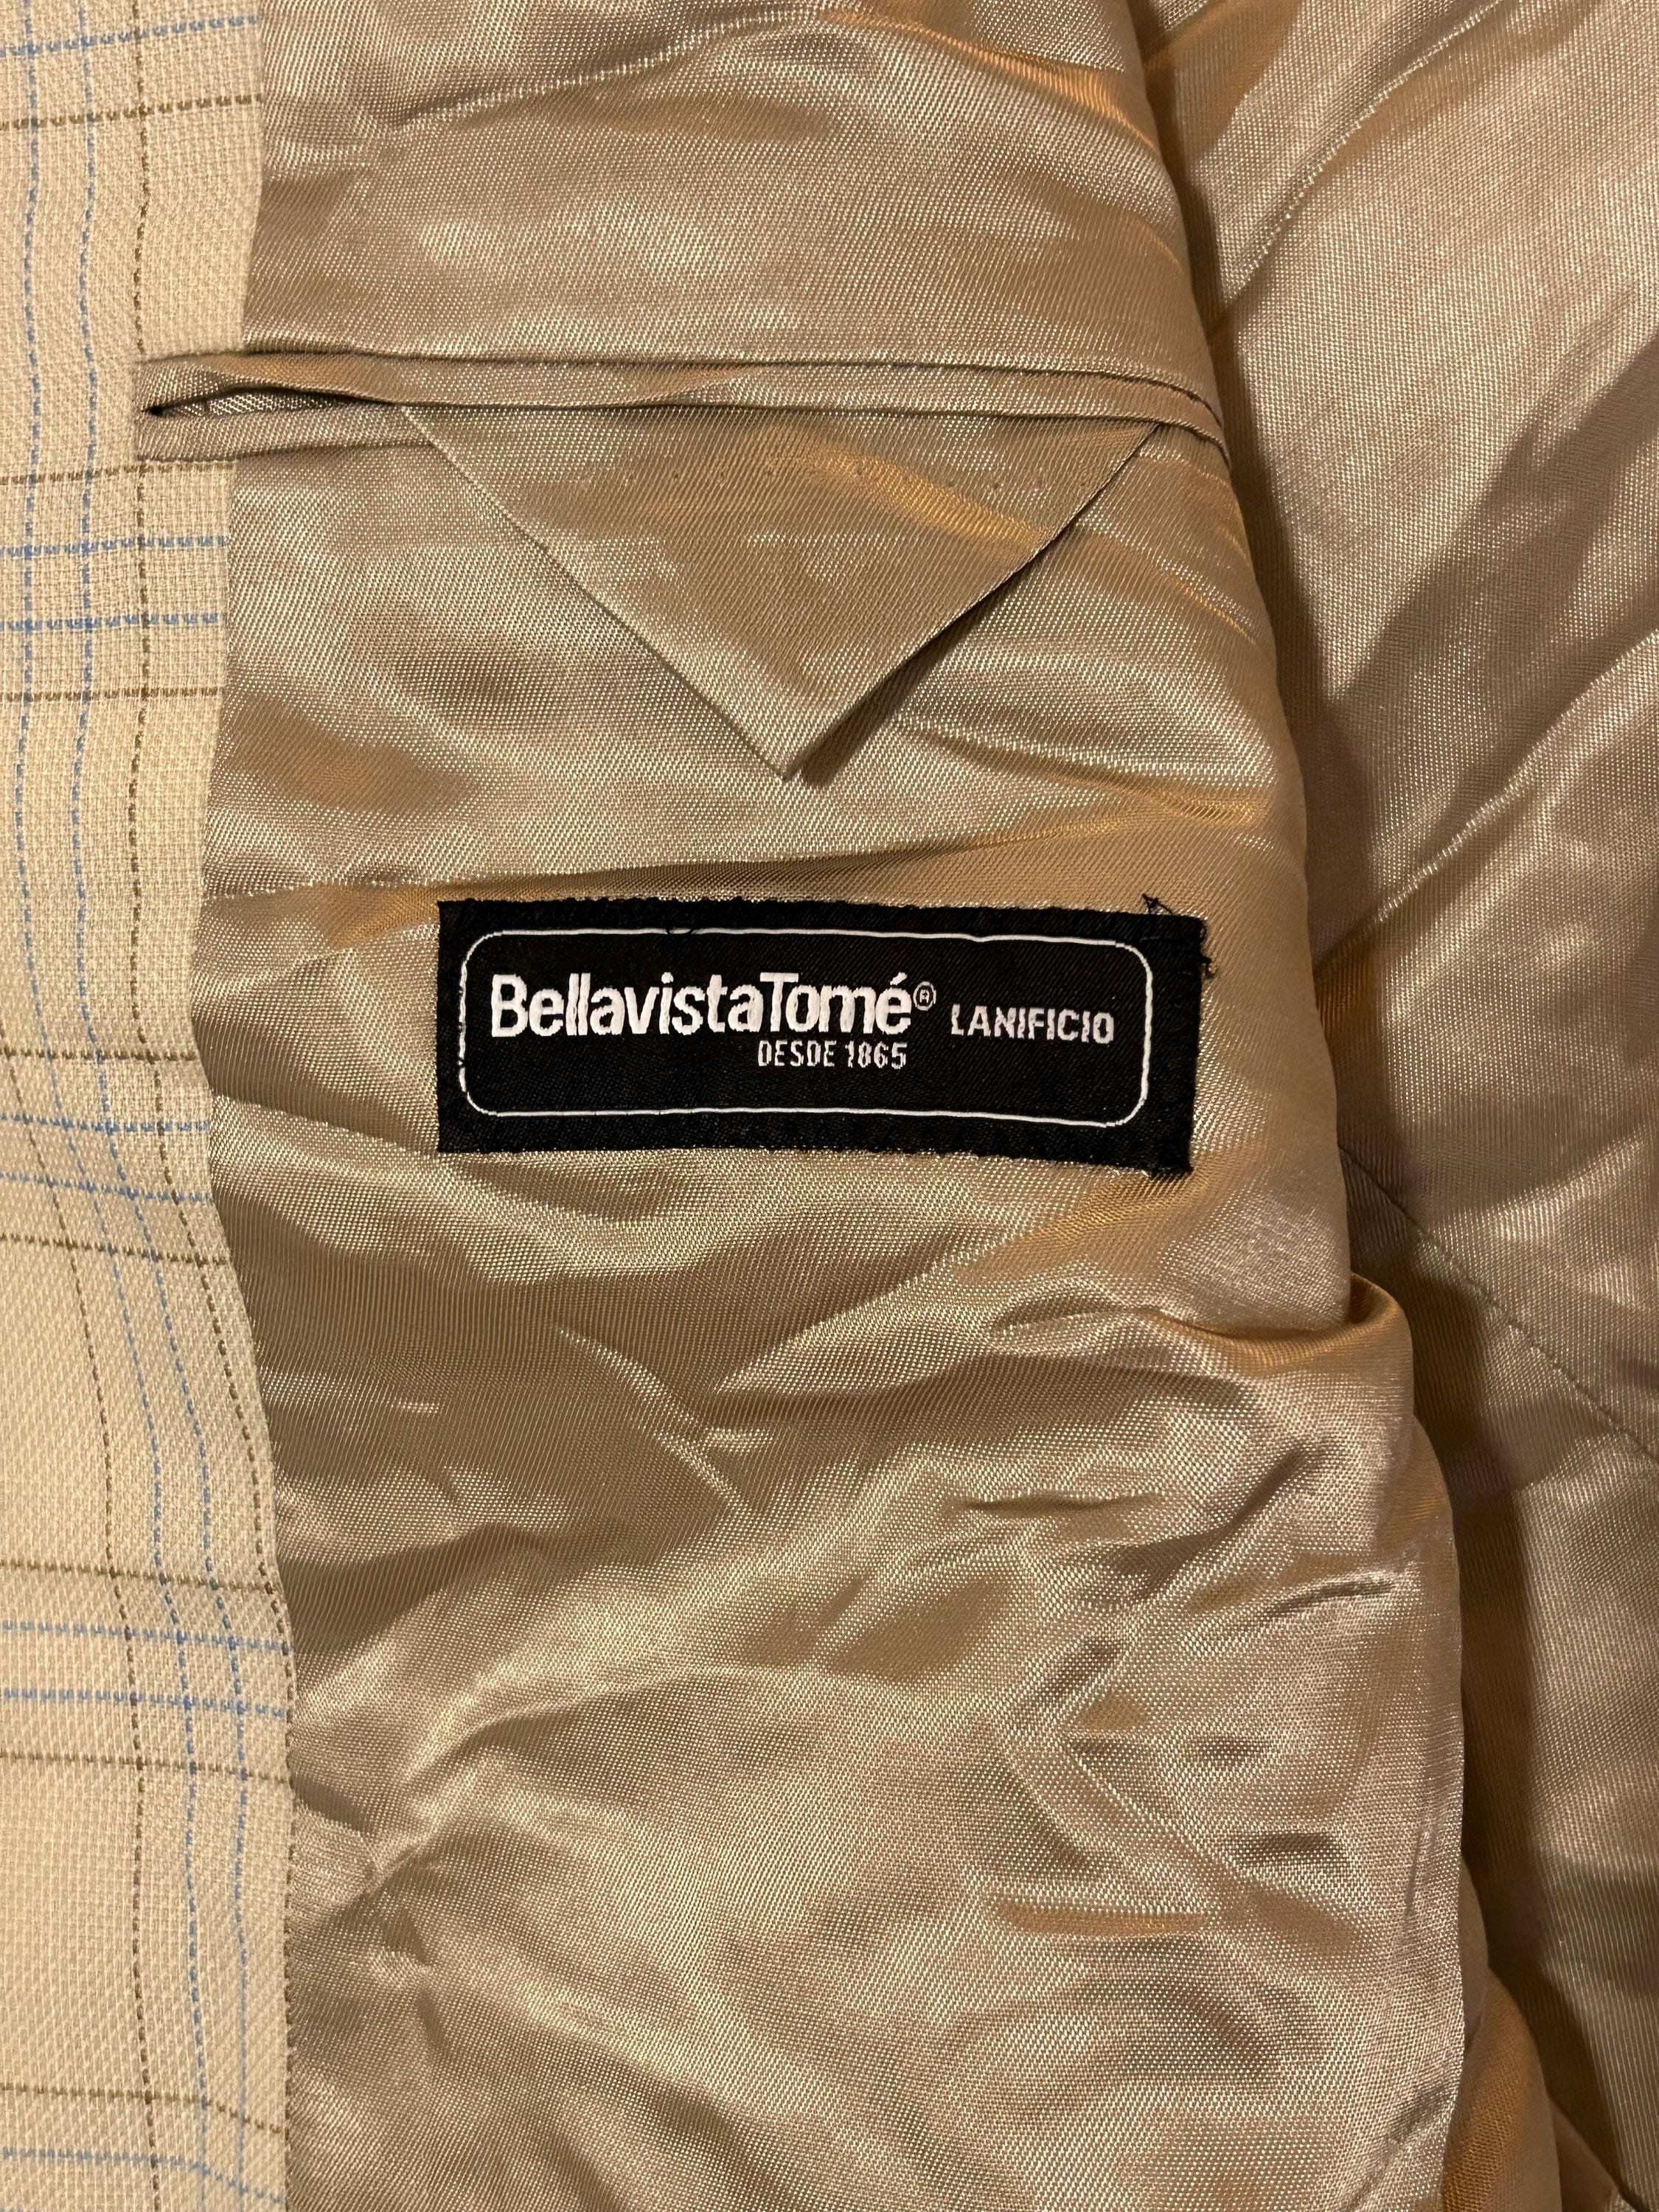 BellavistaTomé® LANIFICIO
DESDE 1865